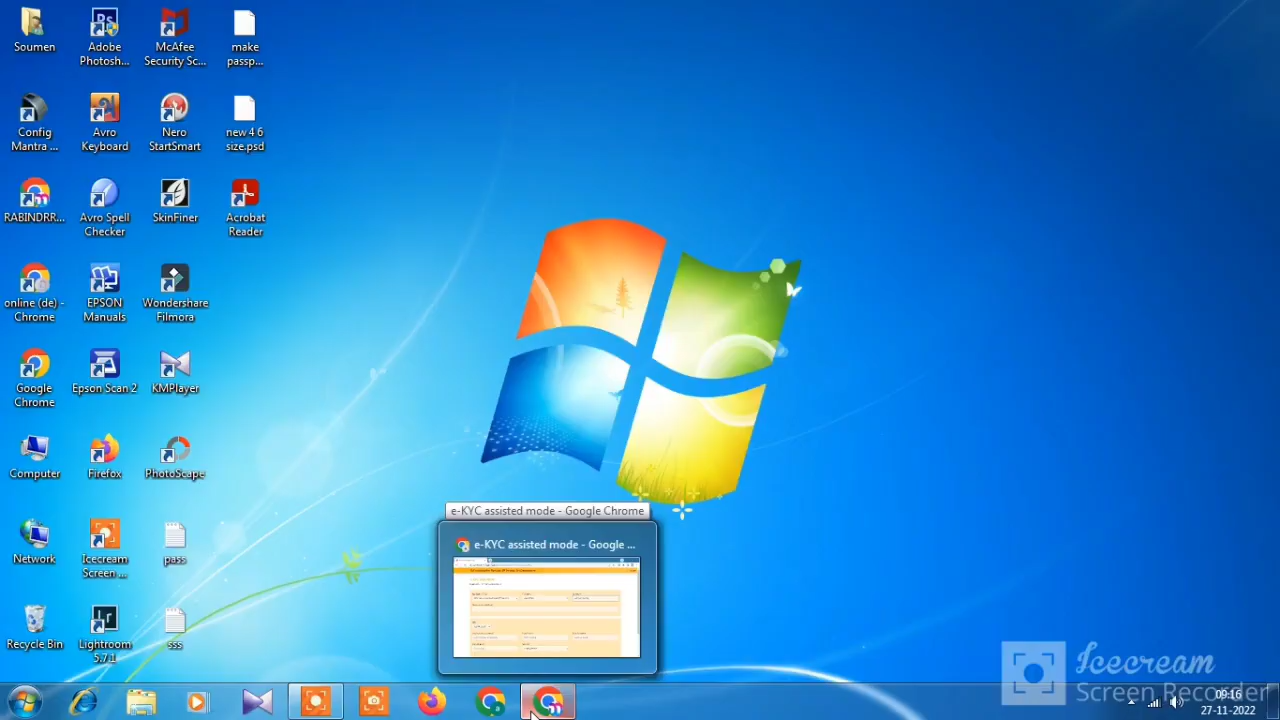 Soumen
Adobe
Photosh...
McAfee
Security Sc...
make
passp...
Config
Mantra ...
Avro
Keyboard
Nero
StartSmart
new 4 6
size.psd
RABINDRR...
Avro Spell
Checker
SkinFiner
Acrobat
Reader
online (de) -
Chrome
EPSON
Manuals
Wondershare
Filmora
Google
Chrome
Epson Scan 2
KMPlayer
Computer
Firefox
PhotoScape
Network
Icecream
Screen ...
pass
Recycle Bin
Lightroom
5.7.1
sss
e-KYC assisted mode - Google Chrome
e-KYC assisted mode - Google ...
Icecream
Screen Recorder
09:16
27-11-2022